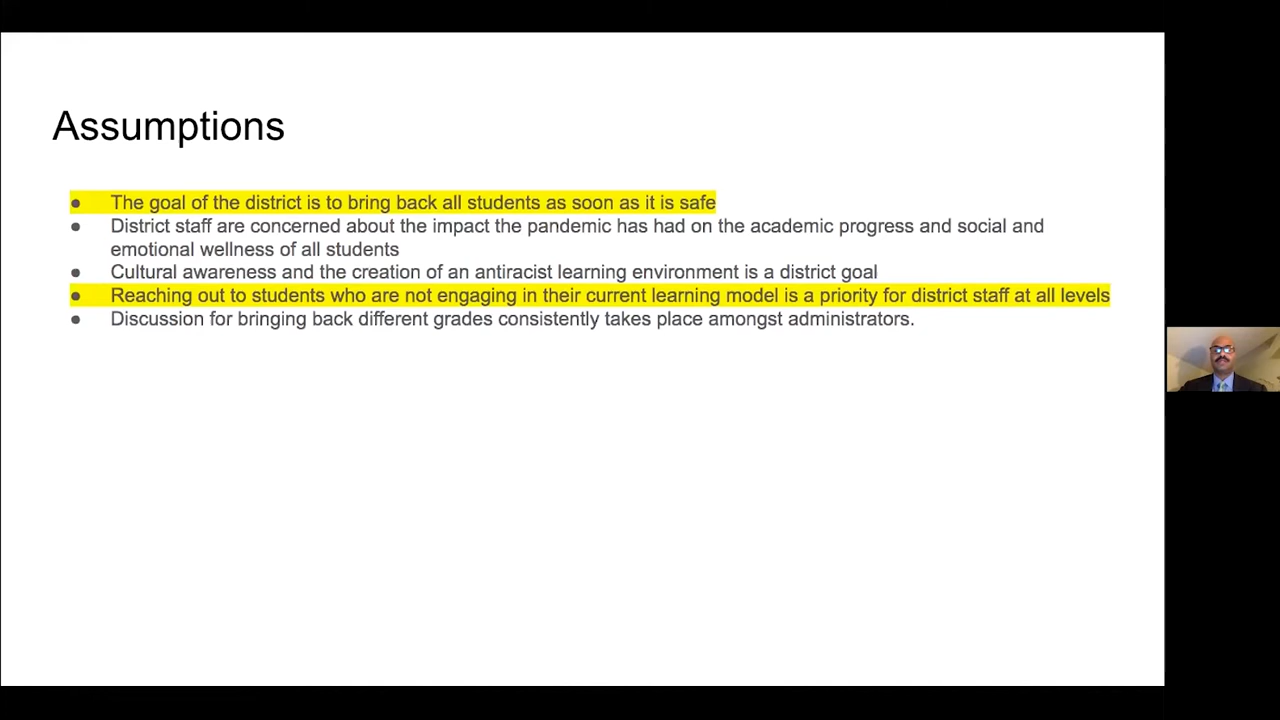 Assumptions
● The goal of the district is to bring back all students as soon as it is safe
● District staff are concerned about the impact the pandemic has had on the academic progress and social and
emotional wellness of all students
● Cultural awareness and the creation of an antiracist learning environment is a district goal
● Reaching out to students who are not engaging in their current learning model is a priority for district staff at all levels
● Discussion for bringing back different grades consistently takes place amongst administrators.